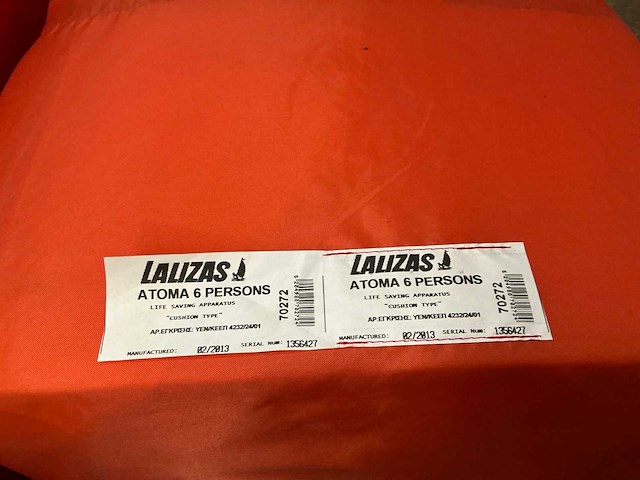 LALIZAS
ATOMA 6 PERSONS
LIFE SAVING APPARATUS
"CUSHION TYPE"
ΑΡ.ΕΓΚΡΙΣΗΣ: ΥΕΝ/ΚΕΕΠ 4232/24/01
MANUFACTURED: 02/2013 SERIAL NUM: 1356427
70272
LALIZAS
ATOMA 6 PERSONS
LIFE SAVING APPARATUS
"CUSHION TYPE"
ΑΡ.ΕΓΚΡΙΣΗΣ: ΥΕΝ/ΚΕΕΠ 4232/24/01
MANUFACTURED: 02/2013 SERIAL NUM: 1356427
70272